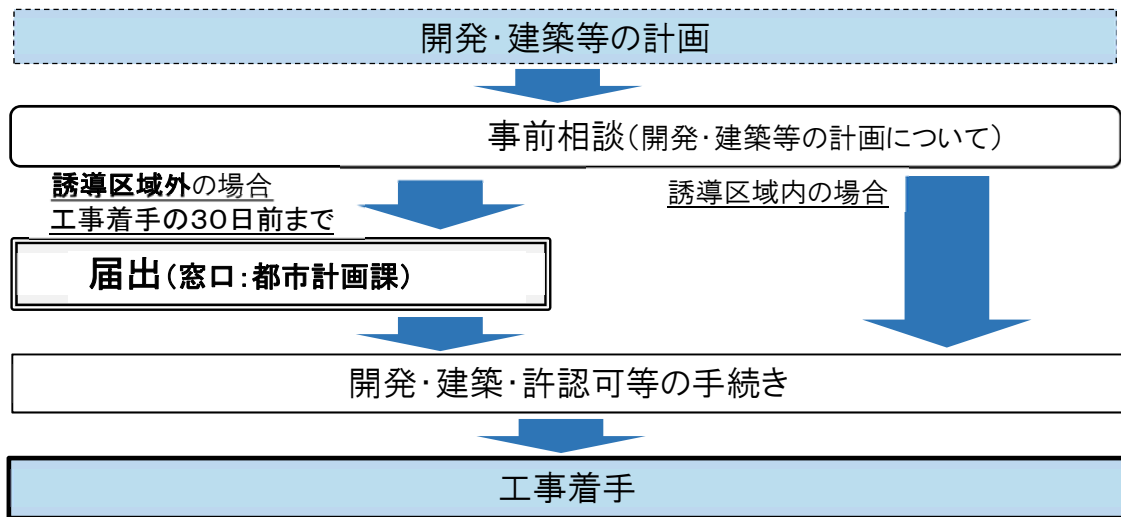 開発・建築等の計画
事前相談（開発・建築等の計画について）
誘導区域外の場合
工事着手の３０日前まで
誘導区域内の場合
届出（窓口：都市計画課）
開発・建築・許認可等の手続き
工事着手